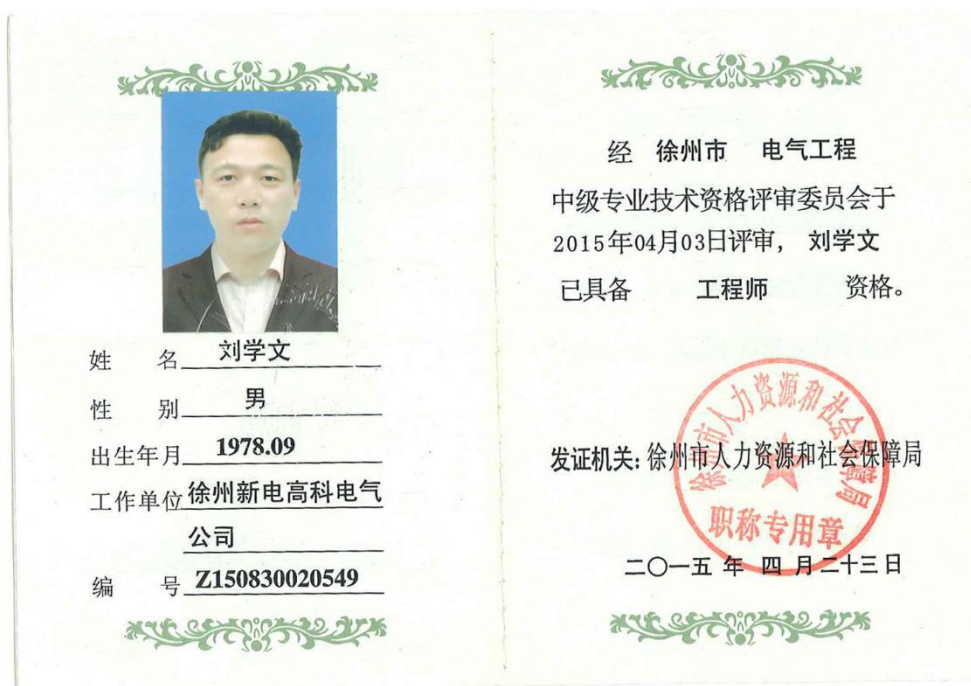 姓 名 刘学文
性 别 男
出生年月 1978.09
工作单位 徐州新电高科电气
公司
编 号 Z150830020549
经 徐州市 电气工程
中级专业技术资格评审委员会于
2015年04月03日评审, 刘学文
已具备 工程师 资格。
徐州市人力资源和社会保障局
发证机关:徐州市人力资源和社会保障局
职称专用章
二〇一五 年 四 月 二十三 日